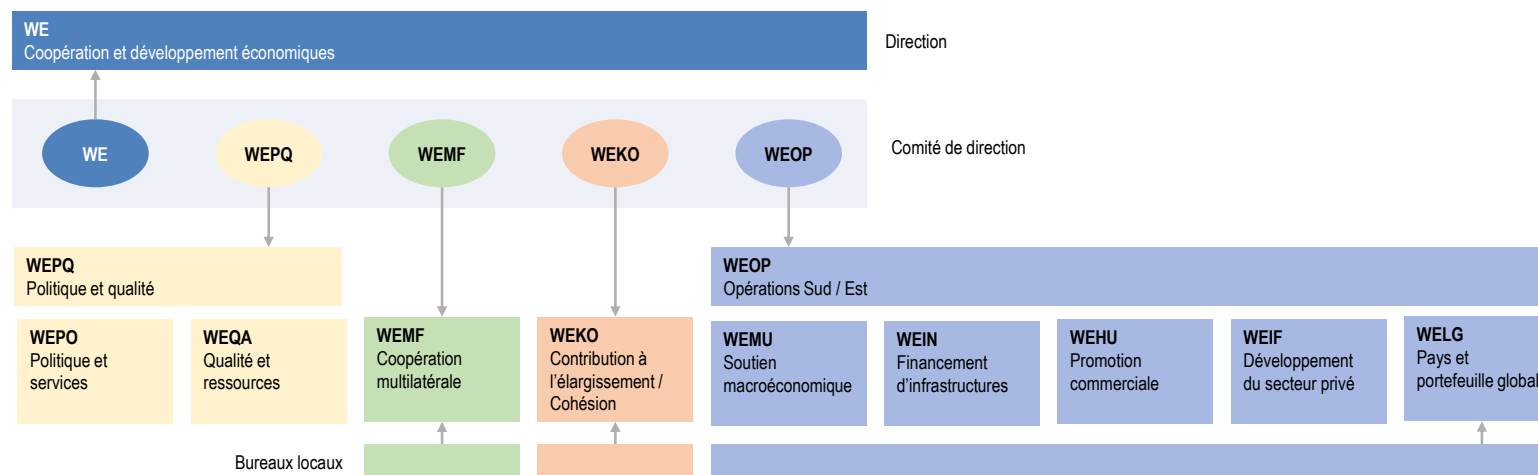 WE
Coopération et développement économiques
Direction
WE
WEPQ
WEMF
WEKO
WEOP
Comité de direction
WEPQ
Politique et qualité
WEOP
Opérations Sud / Est
WEPO
Politique et
services
WEQA
Qualité et
ressources
WEMF
Coopération
multilatérale
WEKO
Contribution à
l’élargissement /
Cohésion
WEMU
Soutien
macroéconomique
WEIN
Financement
d’infrastructures
WEHU
Promotion
commerciale
WEIF
Développement
du secteur privé
WELG
Pays et
portefeuille global
Bureaux locaux